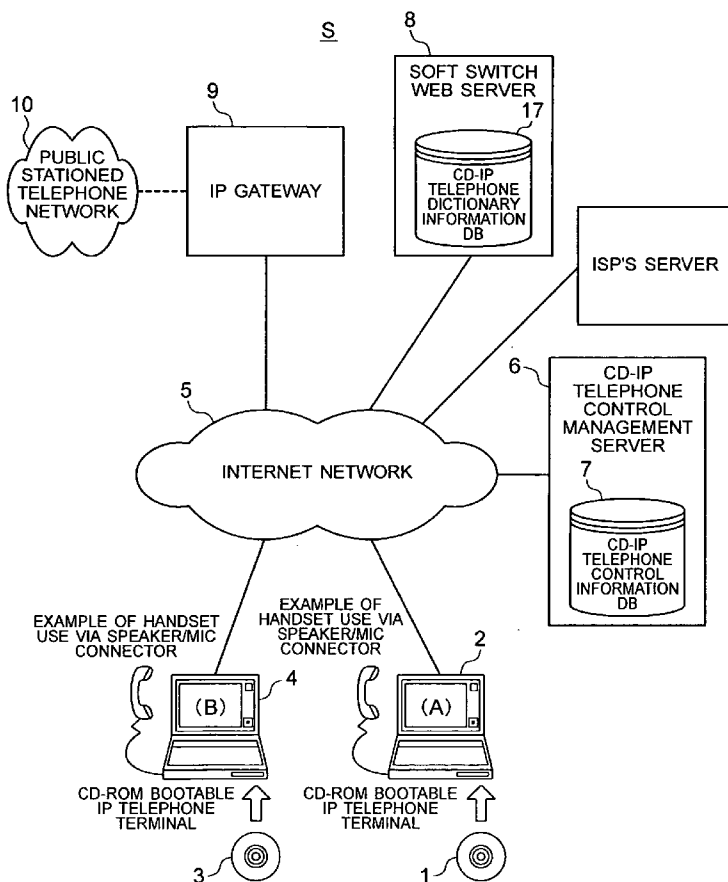 S
8
SOFT SWITCH
WEB SERVER
17
CD-IP
TELEPHONE
DICTIONARY
INFORMATION
DB
9
IP GATEWAY
10
PUBLIC
STATIONED
TELEPHONE
NETWORK
ISP'S SERVER
6
CD-IP
TELEPHONE
CONTROL
MANAGEMENT
SERVER
7
CD-IP
TELEPHONE
CONTROL
INFORMATION
DB
5
INTERNET NETWORK
EXAMPLE OF HANDSET
USE VIA SPEAKER/MIC
CONNECTOR
4
(B)
CD-ROM BOOTABLE
IP TELEPHONE
TERMINAL
3
EXAMPLE OF
HANDSET USE VIA
SPEAKER/MIC
CONNECTOR
2
(A)
CD-ROM BOOTABLE
IP TELEPHONE
TERMINAL
1